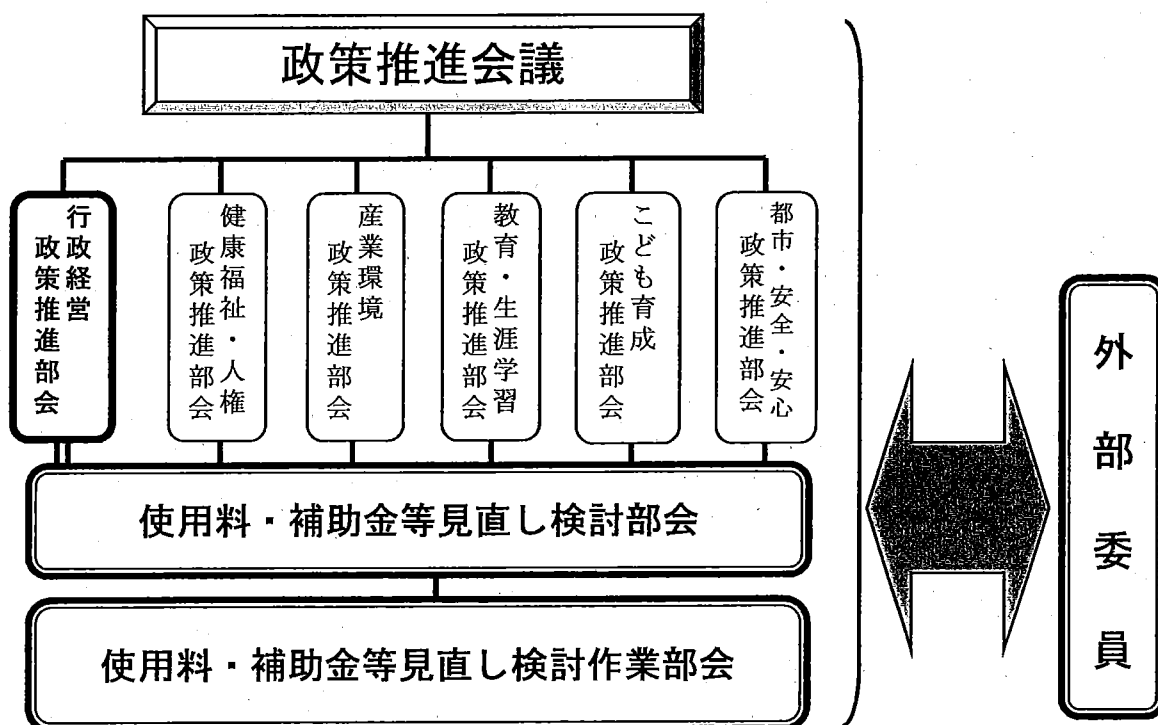 政策推進会議
行政経営
政策推進部会
健康福祉・人権
政策推進部会
産業環境
政策推進部会
教育・生涯学習
政策推進部会
こども育成
政策推進部会
都市・安全・安心
政策推進部会
使用料・補助金等見直し検討部会
使用料・補助金等見直し検討作業部会
外部委員